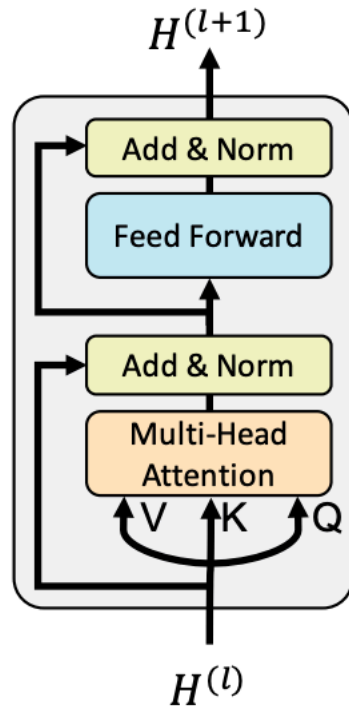 H^(l+1)
Add & Norm
Feed Forward
Add & Norm
Multi-Head
Attention
V K Q
H^(l)